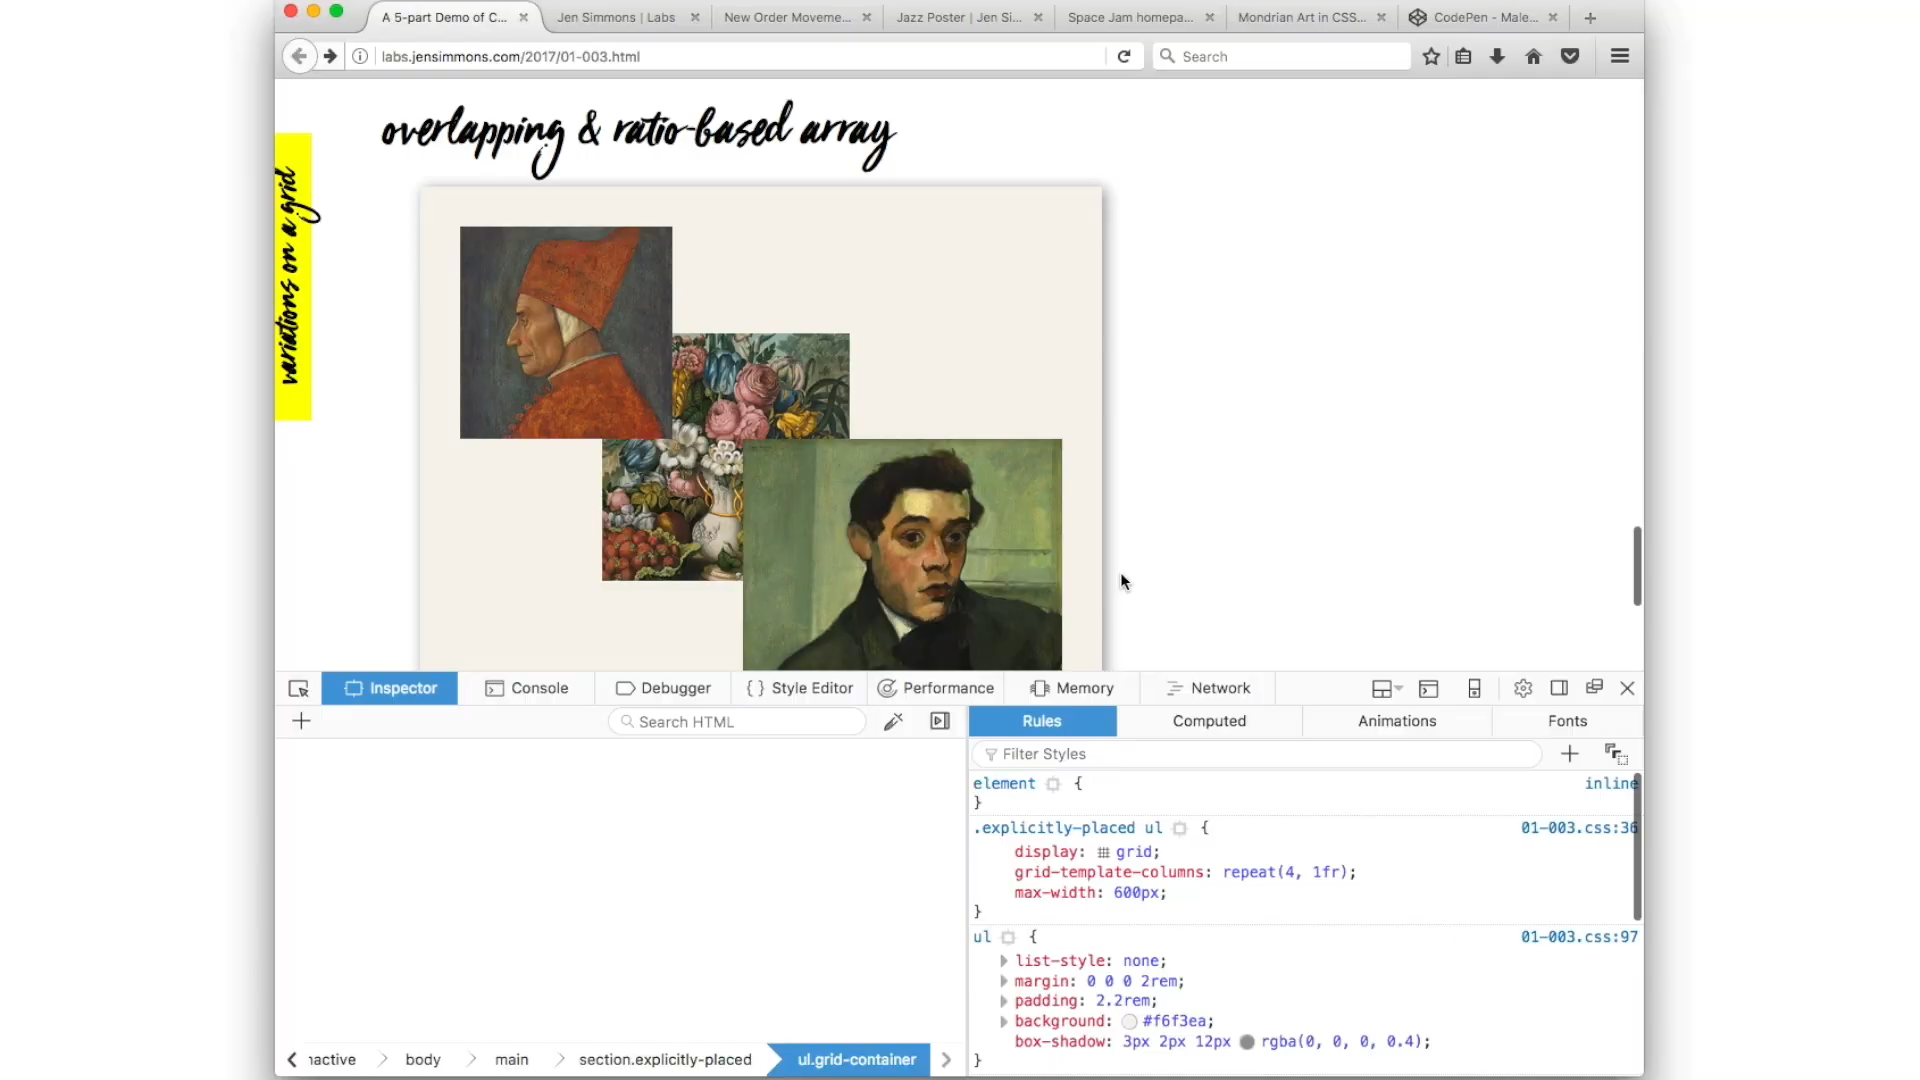 A 5-part Demo of C...
Jen Simmons | Labs
New Order Moveme...
Jazz Poster | Jen Si...
Space Jam homepa...
Mondrian Art in CSS...
CodePen - Male...
labs.jensimmons.com/2017/01-003.html
Search
overlapping & ratio-based array
variations on a grid
Inspector
Console
Debugger
{ } Style Editor
Performance
Memory
Network
Search HTML
Rules
Computed
Animations
Fonts
Filter Styles
element {
inline
}
.explicitly-placed ul {
01-003.css:36
display: grid;
grid-template-columns: repeat(4, 1fr);
max-width: 600px;
}
ul {
01-003.css:97
list-style: none;
margin: 0 0 0 2rem;
padding: 2.2rem;
background: #f6f3ea;
box-shadow: 3px 2px 12px rgba(0, 0, 0, 0.4);
}
nactive
body
main
section.explicitly-placed
ul.grid-container